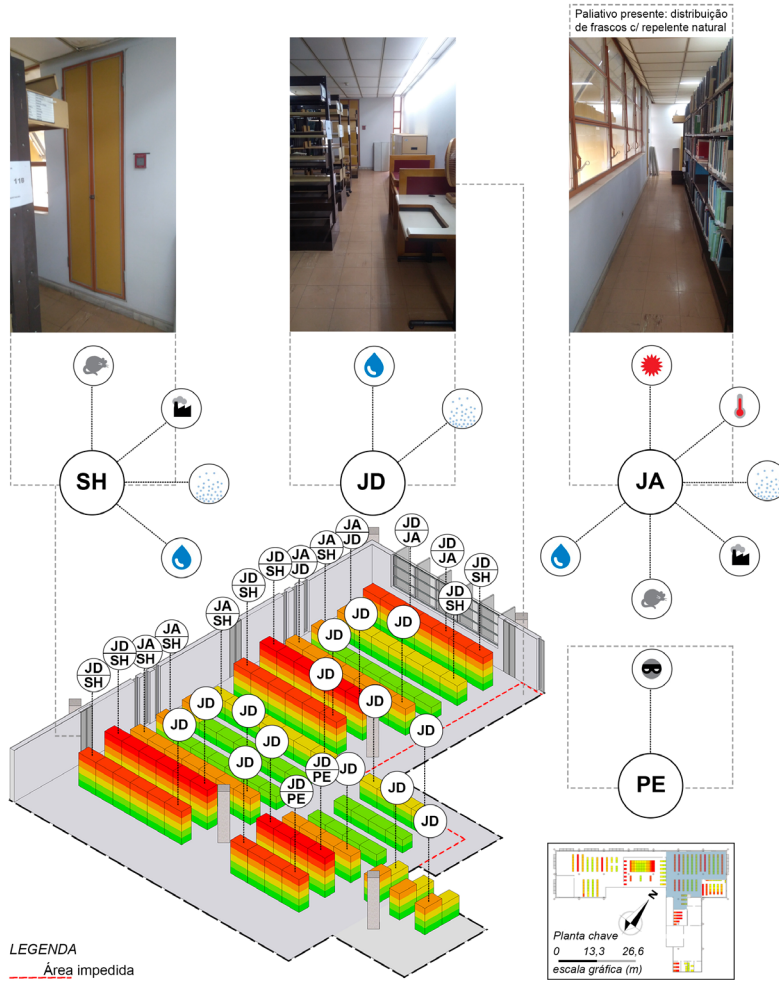 Paliativo presente: distribuição
de frascos c/ repelente natural
118
SH
JD
JA
JA
JD
JD
JA
JA
SH
JD
JA
JD
SH
JA
JD
JD
SH
JD
SH
JD
SH
JA
SH
JD
SH
JA
SH
JA
SH
JD
SH
JD
JD
JD
JD
JD
JD
JD
JD
JD
JD
JD
JD
PE
JD
JD
JD
PE
JD
PE
LEGENDA
Área impedida
N
Planta chave
0 13,3 26,6
escala gráfica (m)